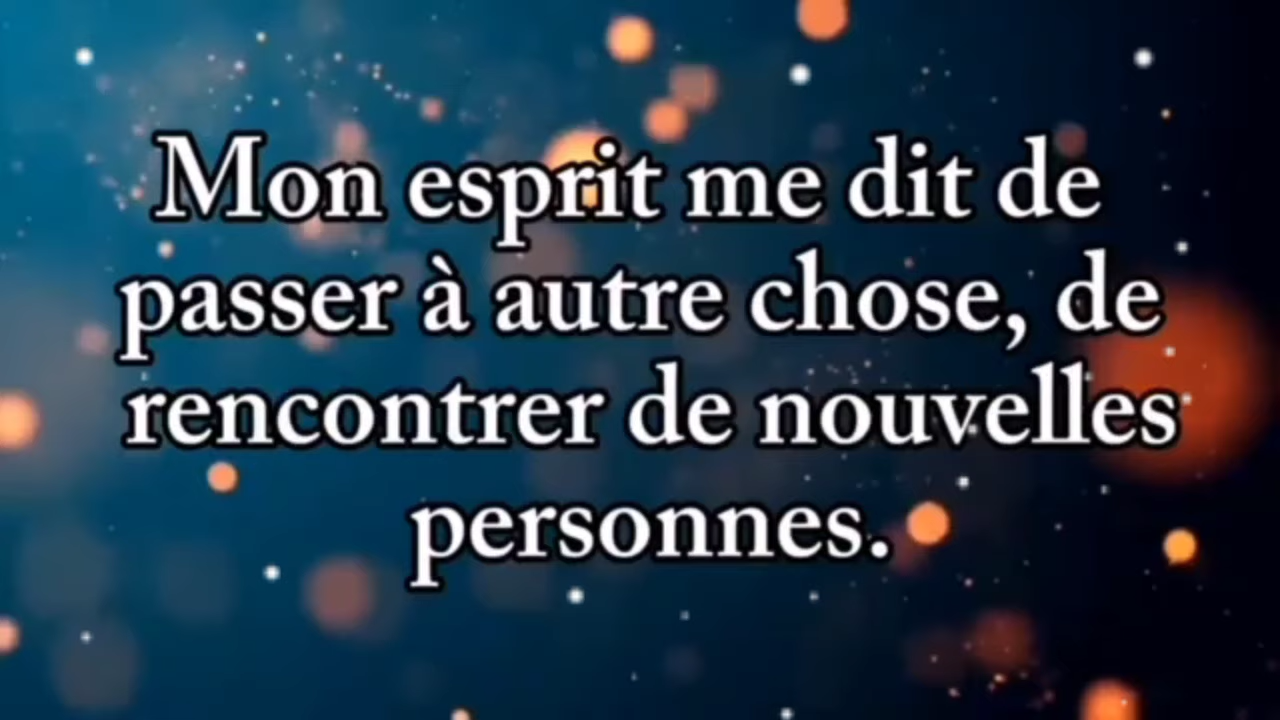 Mon esprit me dit de
passer à autre chose, de
rencontrer de nouvelles
personnes.